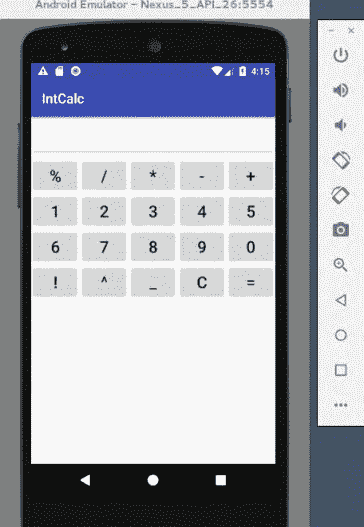 Android Emulator – Nexus_5_API_26:5554
4:15
IntCalc
% / * - +
1 2 3 4 5
6 7 8 9 0
! ^ _ C =